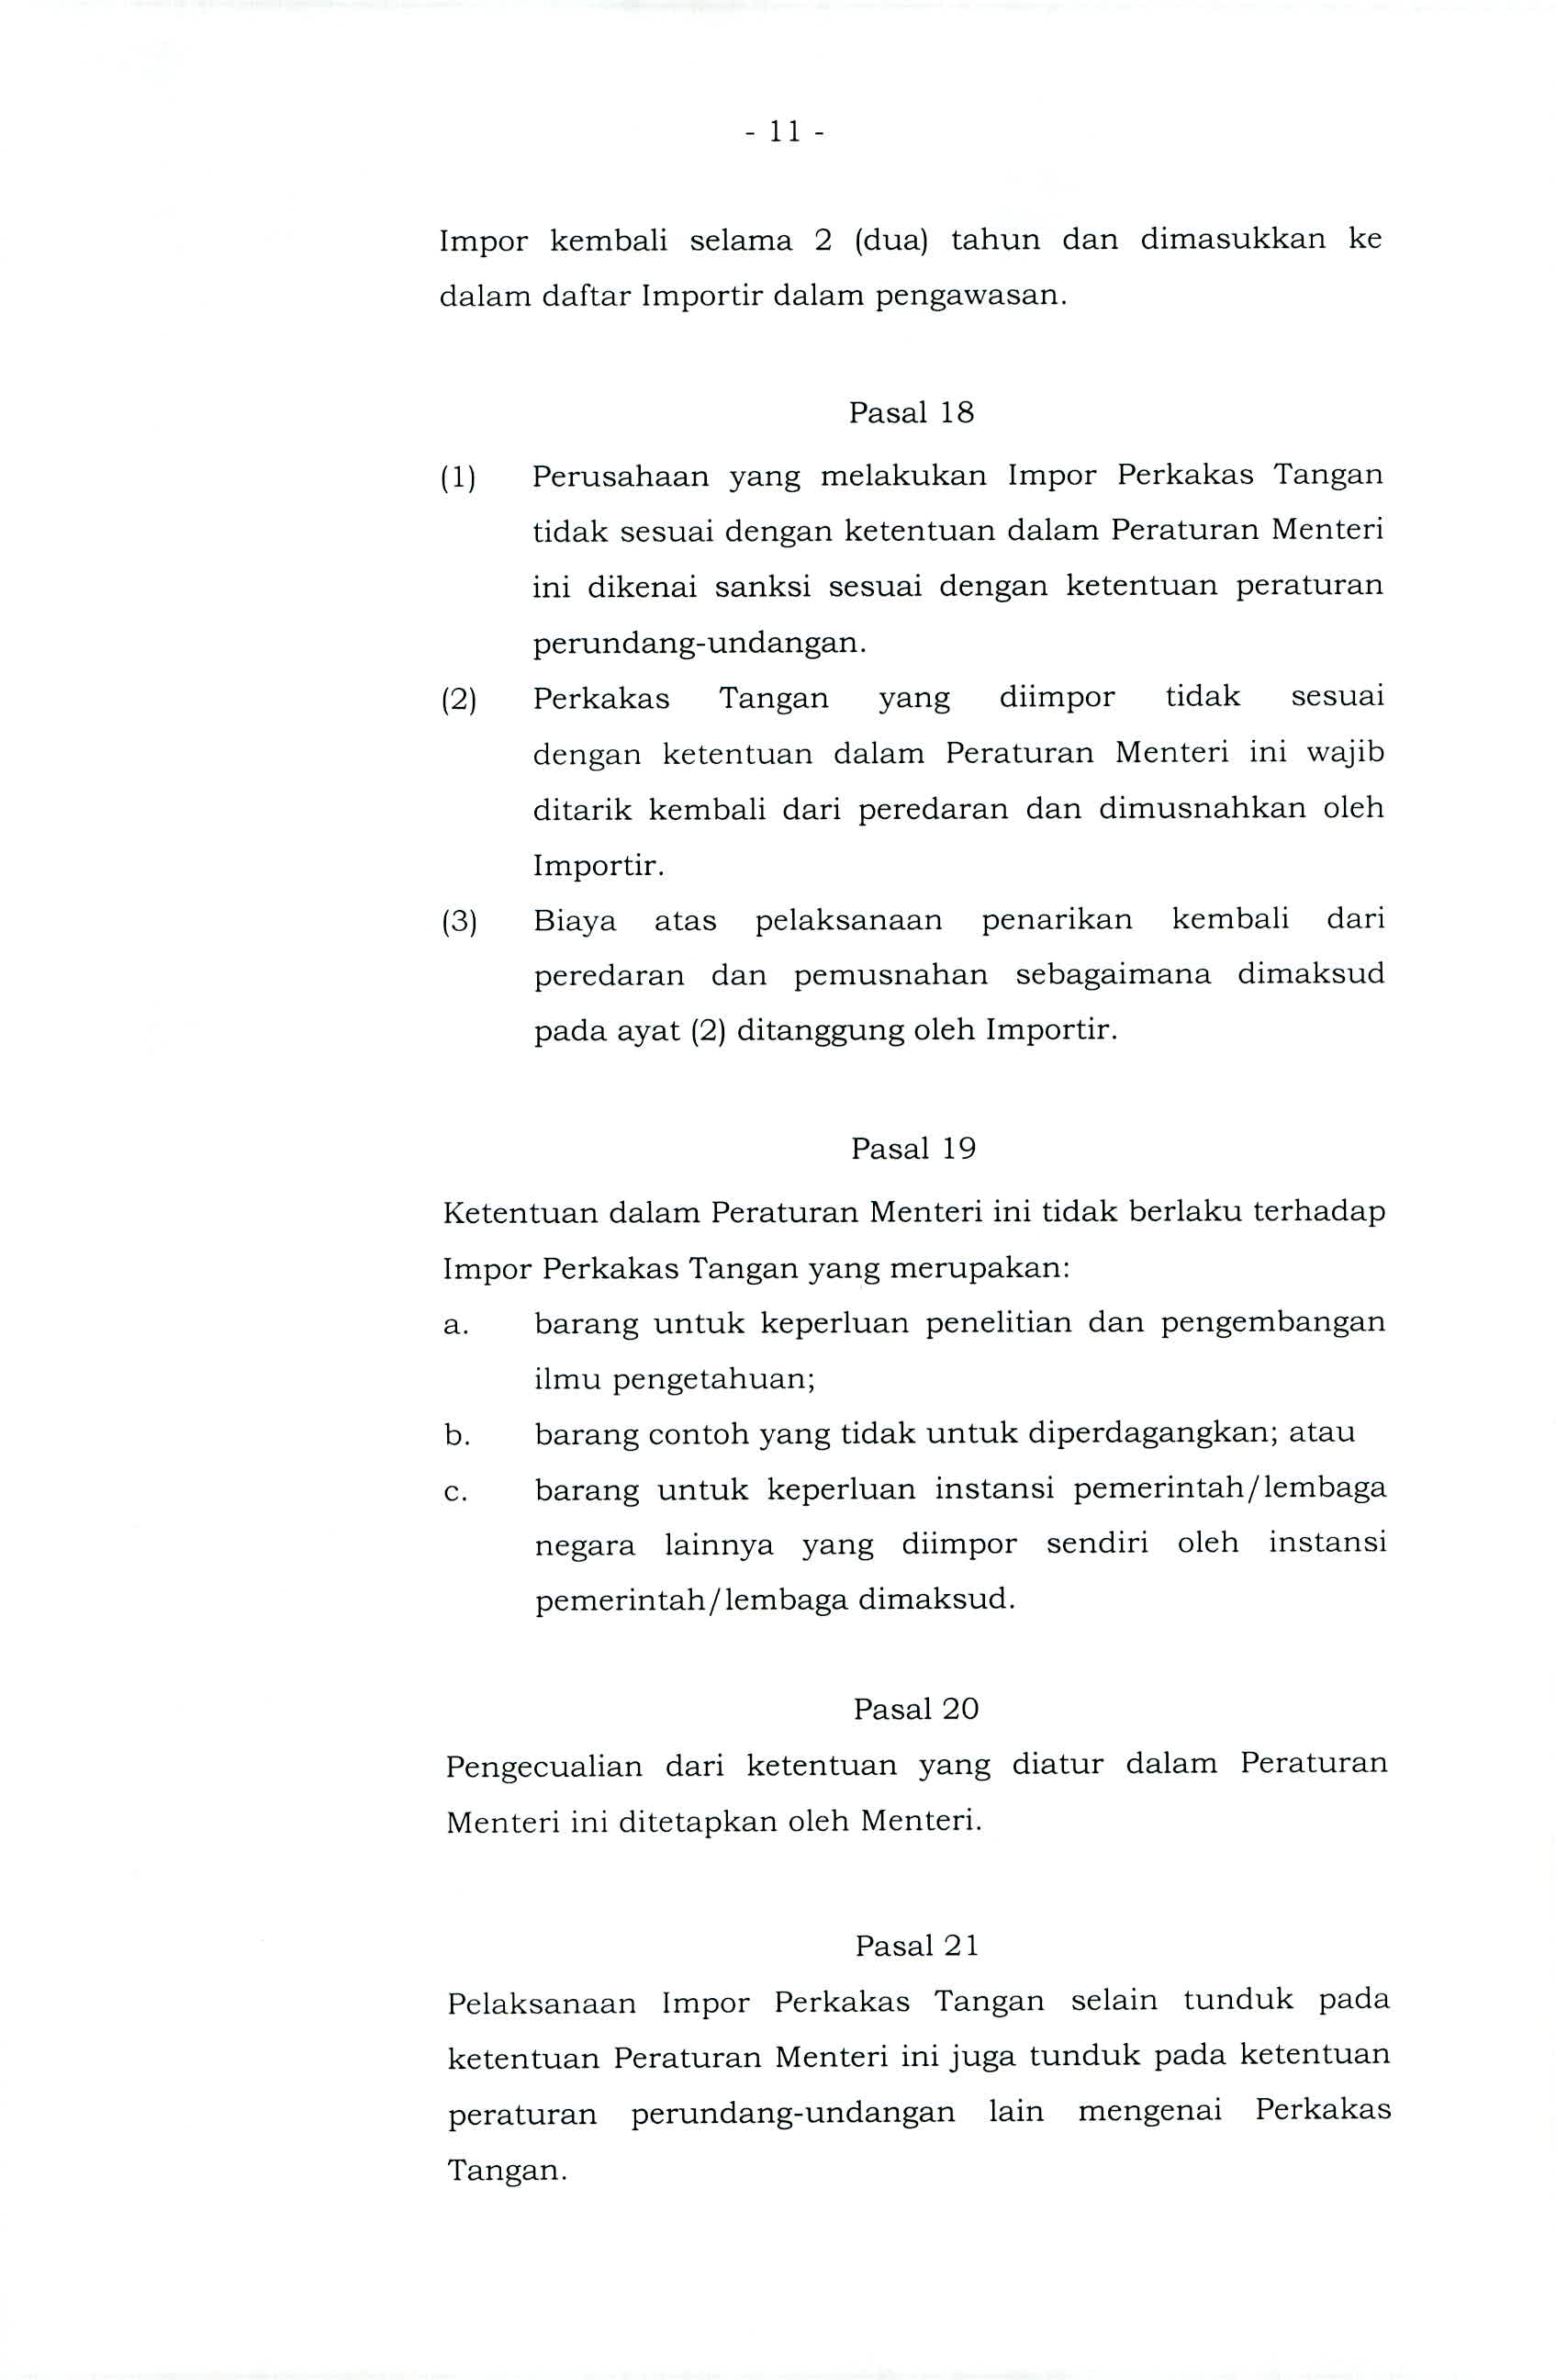 - 11 -
Impor kembali selama 2 (dua) tahun dan dimasukkan ke
dalam daftar Importir dalam pengawasan.
Pasal 18
(1) Perusahaan yang melakukan Impor Perkakas Tangan
tidak sesuai dengan ketentuan dalam Peraturan Menteri
ini dikenai sanksi sesuai dengan ketentuan peraturan
perundang-undangan.
(2) Perkakas Tangan yang diimpor tidak sesuai
dengan ketentuan dalam Peraturan Menteri ini wajib
ditarik kembali dari peredaran dan dimusnahkan oleh
Importir.
(3) Biaya atas pelaksanaan penarikan kembali dari
peredaran dan pemusnahan sebagaimana dimaksud
pada ayat (2) ditanggung oleh Importir.
Pasal 19
Ketentuan dalam Peraturan Menteri ini tidak berlaku terhadap
Impor Perkakas Tangan yang merupakan:
a. barang untuk keperluan penelitian dan pengembangan
ilmu pengetahuan;
b. barang contoh yang tidak untuk diperdagangkan; atau
c. barang untuk keperluan instansi pemerintah/lembaga
negara lainnya yang diimpor sendiri oleh instansi
pemerintah/lembaga dimaksud.
Pasal 20
Pengecualian dari ketentuan yang diatur dalam Peraturan
Menteri ini ditetapkan oleh Menteri.
Pasal 21
Pelaksanaan Impor Perkakas Tangan selain tunduk pada
ketentuan Peraturan Menteri ini juga tunduk pada ketentuan
peraturan perundang-undangan lain mengenai Perkakas
Tangan.